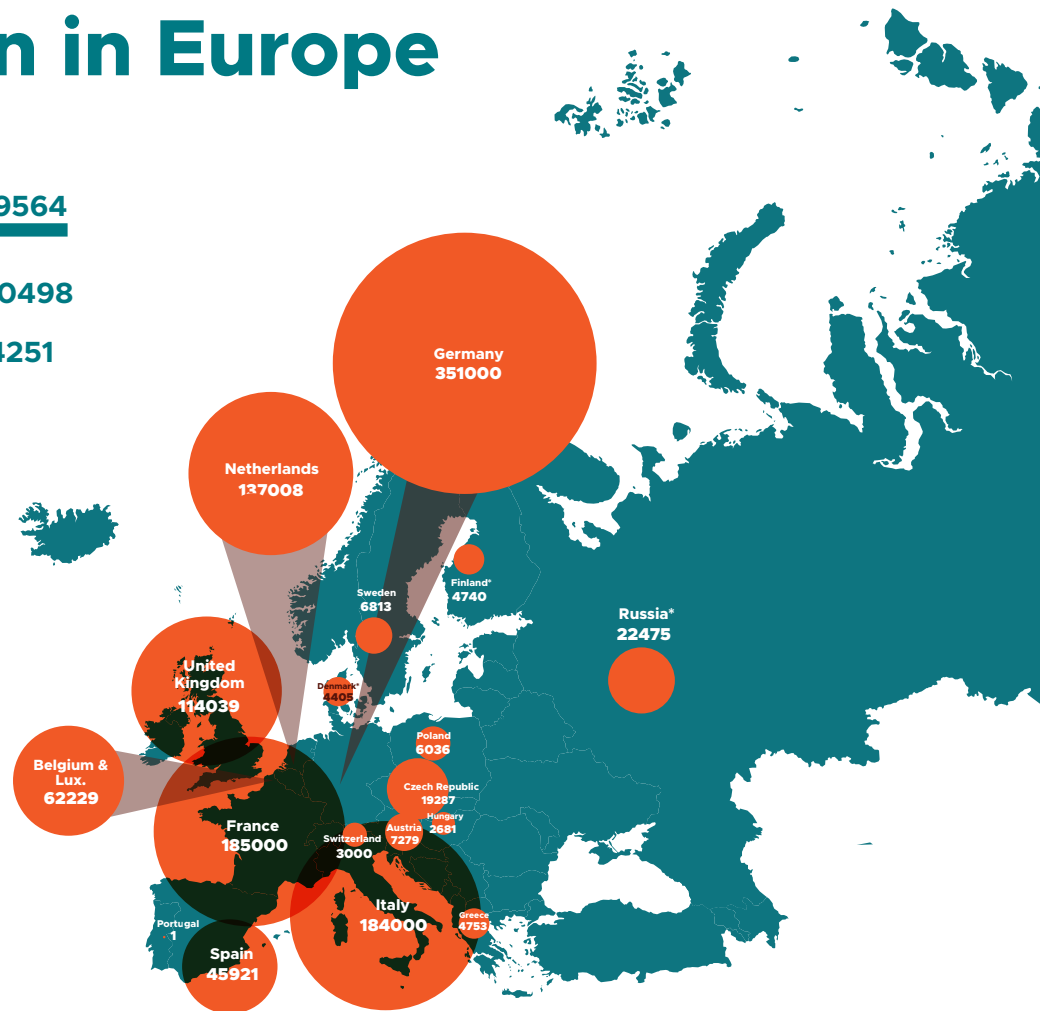 n in Europe
9564
0498
4251
Germany
351000
Netherlands
137008
Finland*
4740
Sweden
6813
Russia*
22475
United
Kingdom
114039
Denmark*
4405
Poland
6036
Belgium &
Lux.
62229
Czech Republic
19287
Hungary
2681
France
185000
Austria
7279
Switzerland
3000
Italy
184000
Greece
4753
Portugal
1
Spain
45921